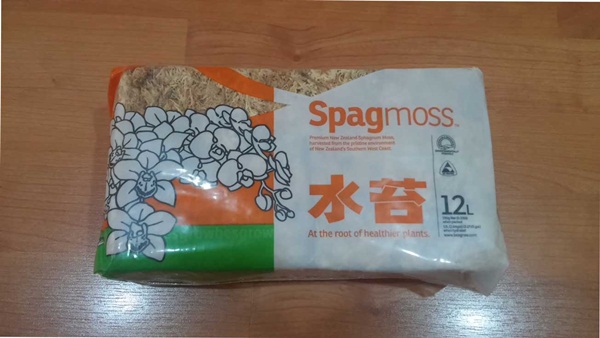 Spagmoss™
Premium New Zealand Sphagnum Moss,
harvested from the pristine environment
of New Zealand's Southern West Coast.
水苔
12L
At the root of healthier plants.